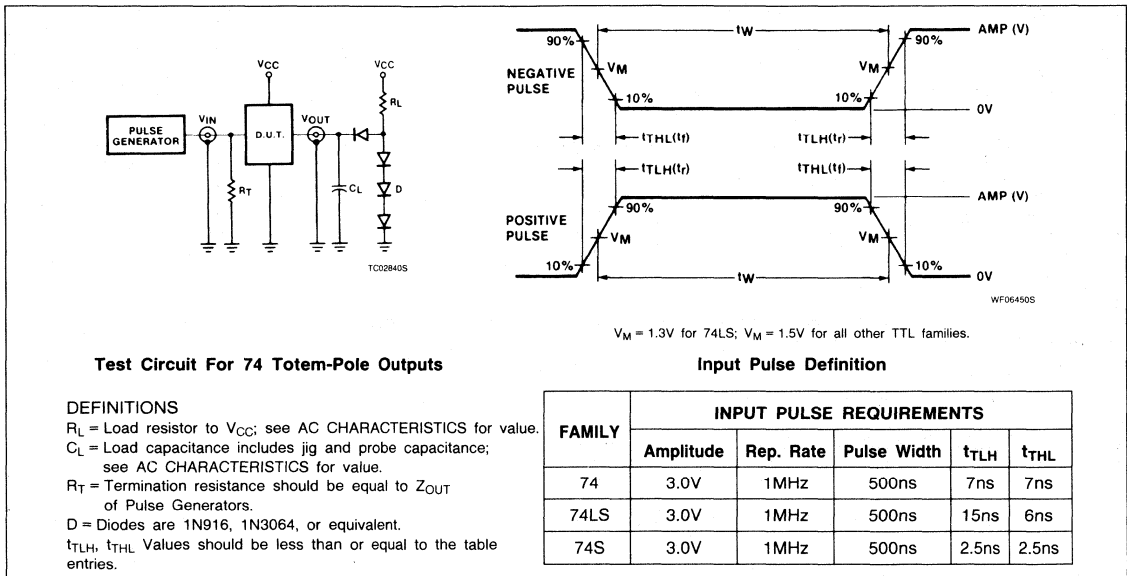 VCC
VCC
RL
PULSE GENERATOR
VIN
D.U.T.
VOUT
RT
CL
D
TC02840S
NEGATIVE PULSE
90%
tW
90%
AMP (V)
VM
VM
10%
10%
0V
tTHL(tf)
tTLH(tr)
tTLH(tr)
tTHL(tf)
POSITIVE PULSE
90%
90%
AMP (V)
VM
VM
10%
tW
10%
0V
WF06450S
VM = 1.3V for 74LS; VM = 1.5V for all other TTL families.
Test Circuit For 74 Totem-Pole Outputs
Input Pulse Definition
DEFINITIONS
RL = Load resistor to VCC; see AC CHARACTERISTICS for value.
CL = Load capacitance includes jig and probe capacitance;
see AC CHARACTERISTICS for value.
RT = Termination resistance should be equal to ZOUT
of Pulse Generators.
D = Diodes are 1N916, 1N3064, or equivalent.
tTLH, tTHL Values should be less than or equal to the table
entries.
FAMILY
INPUT PULSE REQUIREMENTS
Amplitude Rep. Rate Pulse Width tTLH tTHL
74 3.0V 1MHz 500ns 7ns 7ns
74LS 3.0V 1MHz 500ns 15ns 6ns
74S 3.0V 1MHz 500ns 2.5ns 2.5ns